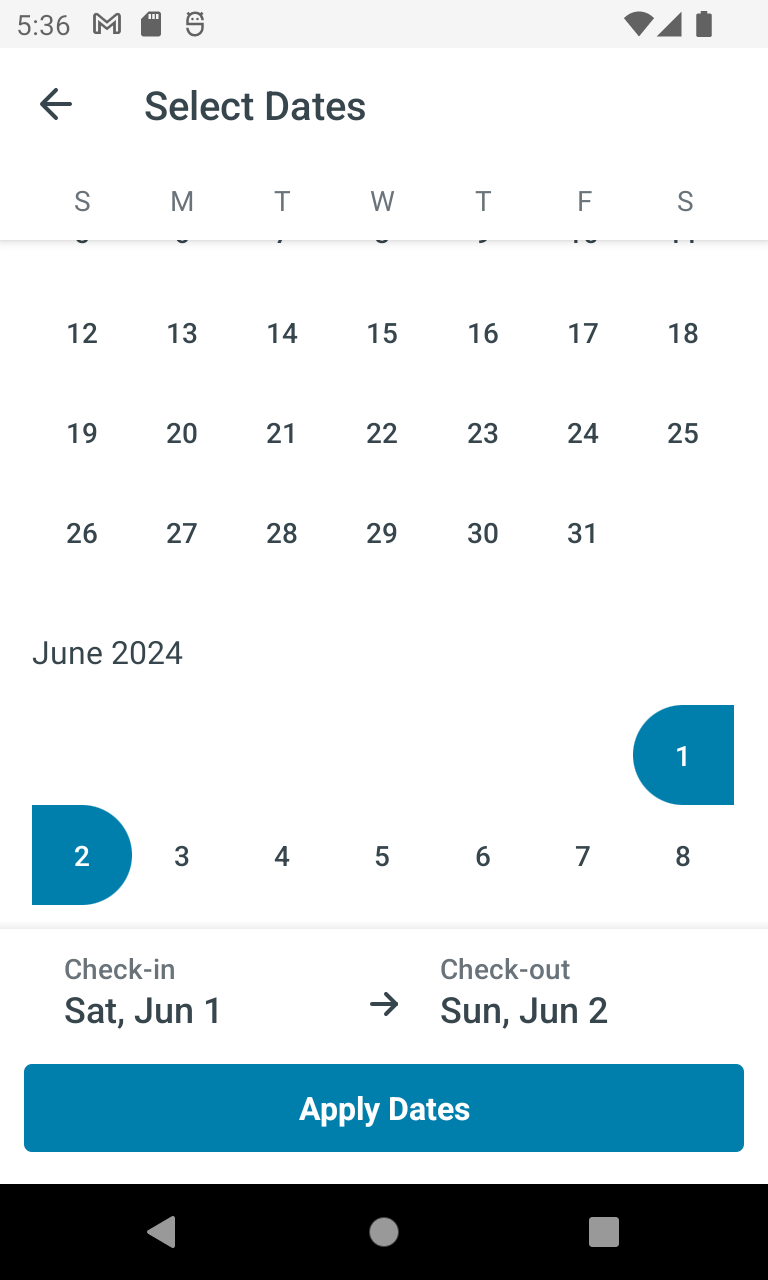 5:36
Select Dates
S M T W T F S
12 13 14 15 16 17 18
19 20 21 22 23 24 25
26 27 28 29 30 31
June 2024
1
2 3 4 5 6 7 8
Check-in Check-out
Sat, Jun 1 → Sun, Jun 2
Apply Dates